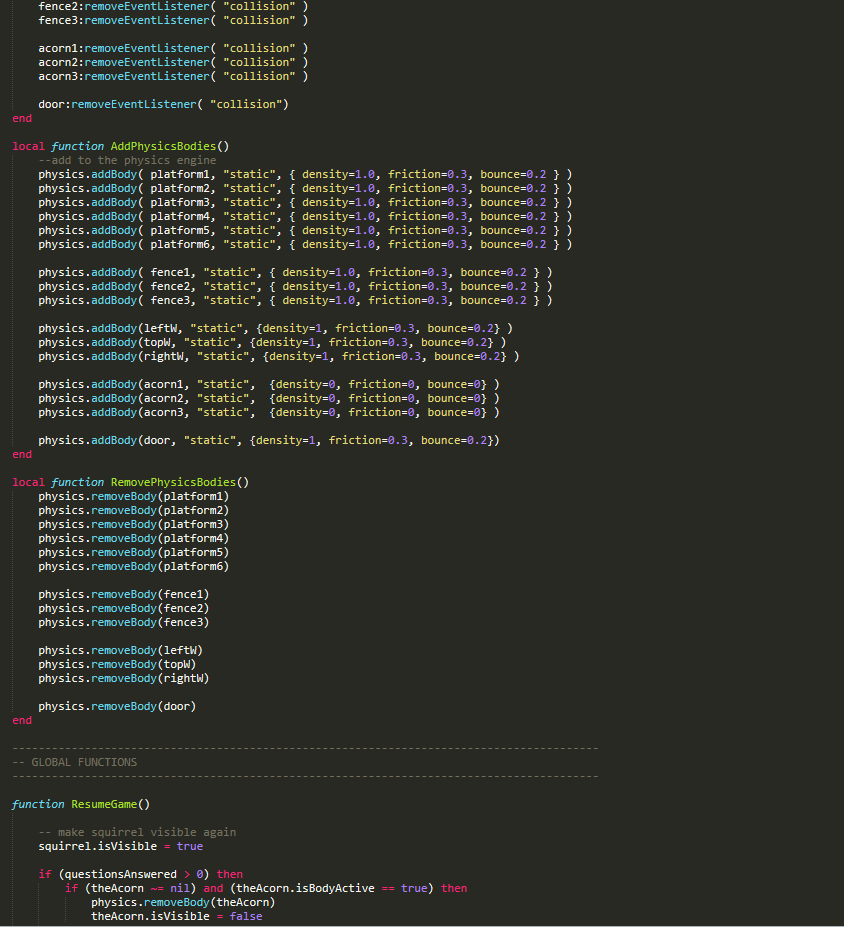 fence2:removeEventListener( "collision" )
fence3:removeEventListener( "collision" )
acorn1:removeEventListener( "collision" )
acorn2:removeEventListener( "collision" )
acorn3:removeEventListener( "collision" )
door:removeEventListener( "collision")
end
local function AddPhysicsBodies()
--add to the physics engine
physics.addBody( platform1, "static", { density=1.0, friction=0.3, bounce=0.2 } )
physics.addBody( platform2, "static", { density=1.0, friction=0.3, bounce=0.2 } )
physics.addBody( platform3, "static", { density=1.0, friction=0.3, bounce=0.2 } )
physics.addBody( platform4, "static", { density=1.0, friction=0.3, bounce=0.2 } )
physics.addBody( platform5, "static", { density=1.0, friction=0.3, bounce=0.2 } )
physics.addBody( platform6, "static", { density=1.0, friction=0.3, bounce=0.2 } )
physics.addBody( fence1, "static", { density=1.0, friction=0.3, bounce=0.2 } )
physics.addBody( fence2, "static", { density=1.0, friction=0.3, bounce=0.2 } )
physics.addBody( fence3, "static", { density=1.0, friction=0.3, bounce=0.2 } )
physics.addBody(leftW, "static", {density=1, friction=0.3, bounce=0.2} )
physics.addBody(topW, "static", {density=1, friction=0.3, bounce=0.2} )
physics.addBody(rightW, "static", {density=1, friction=0.3, bounce=0.2} )
physics.addBody(acorn1, "static",  {density=0, friction=0, bounce=0} )
physics.addBody(acorn2, "static",  {density=0, friction=0, bounce=0} )
physics.addBody(acorn3, "static",  {density=0, friction=0, bounce=0} )
physics.addBody(door, "static", {density=1, friction=0.3, bounce=0.2})
end
local function RemovePhysicsBodies()
physics.removeBody(platform1)
physics.removeBody(platform2)
physics.removeBody(platform3)
physics.removeBody(platform4)
physics.removeBody(platform5)
physics.removeBody(platform6)
physics.removeBody(fence1)
physics.removeBody(fence2)
physics.removeBody(fence3)
physics.removeBody(leftW)
physics.removeBody(topW)
physics.removeBody(rightW)
physics.removeBody(door)
end
-----------------------------------------------------------------------------------------
-- GLOBAL FUNCTIONS
-----------------------------------------------------------------------------------------
function ResumeGame()
-- make squirrel visible again
squirrel.isVisible = true
if (questionsAnswered > 0) then
if (theAcorn ~= nil) and (theAcorn.isBodyActive == true) then
physics.removeBody(theAcorn)
theAcorn.isVisible = false